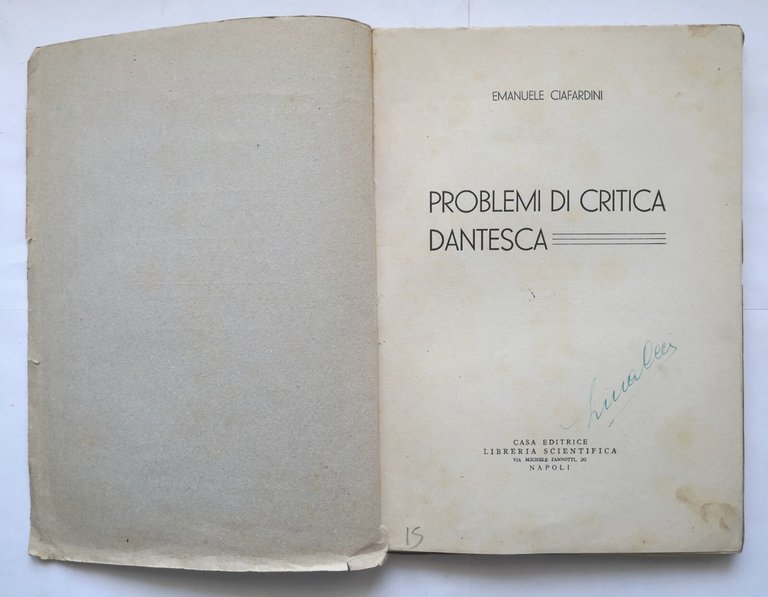 EMANUELE CIAFARDINI
PROBLEMI DI CRITICA
DANTESCA
CASA EDITRICE
LIBRERIA SCIENTIFICA
VIA MICHELE ZANNOTTI, 20
NAPOLI
15